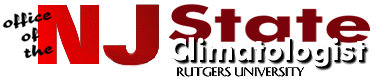 office of the NJ State
Climatologist
RUTGERS UNIVERSITY